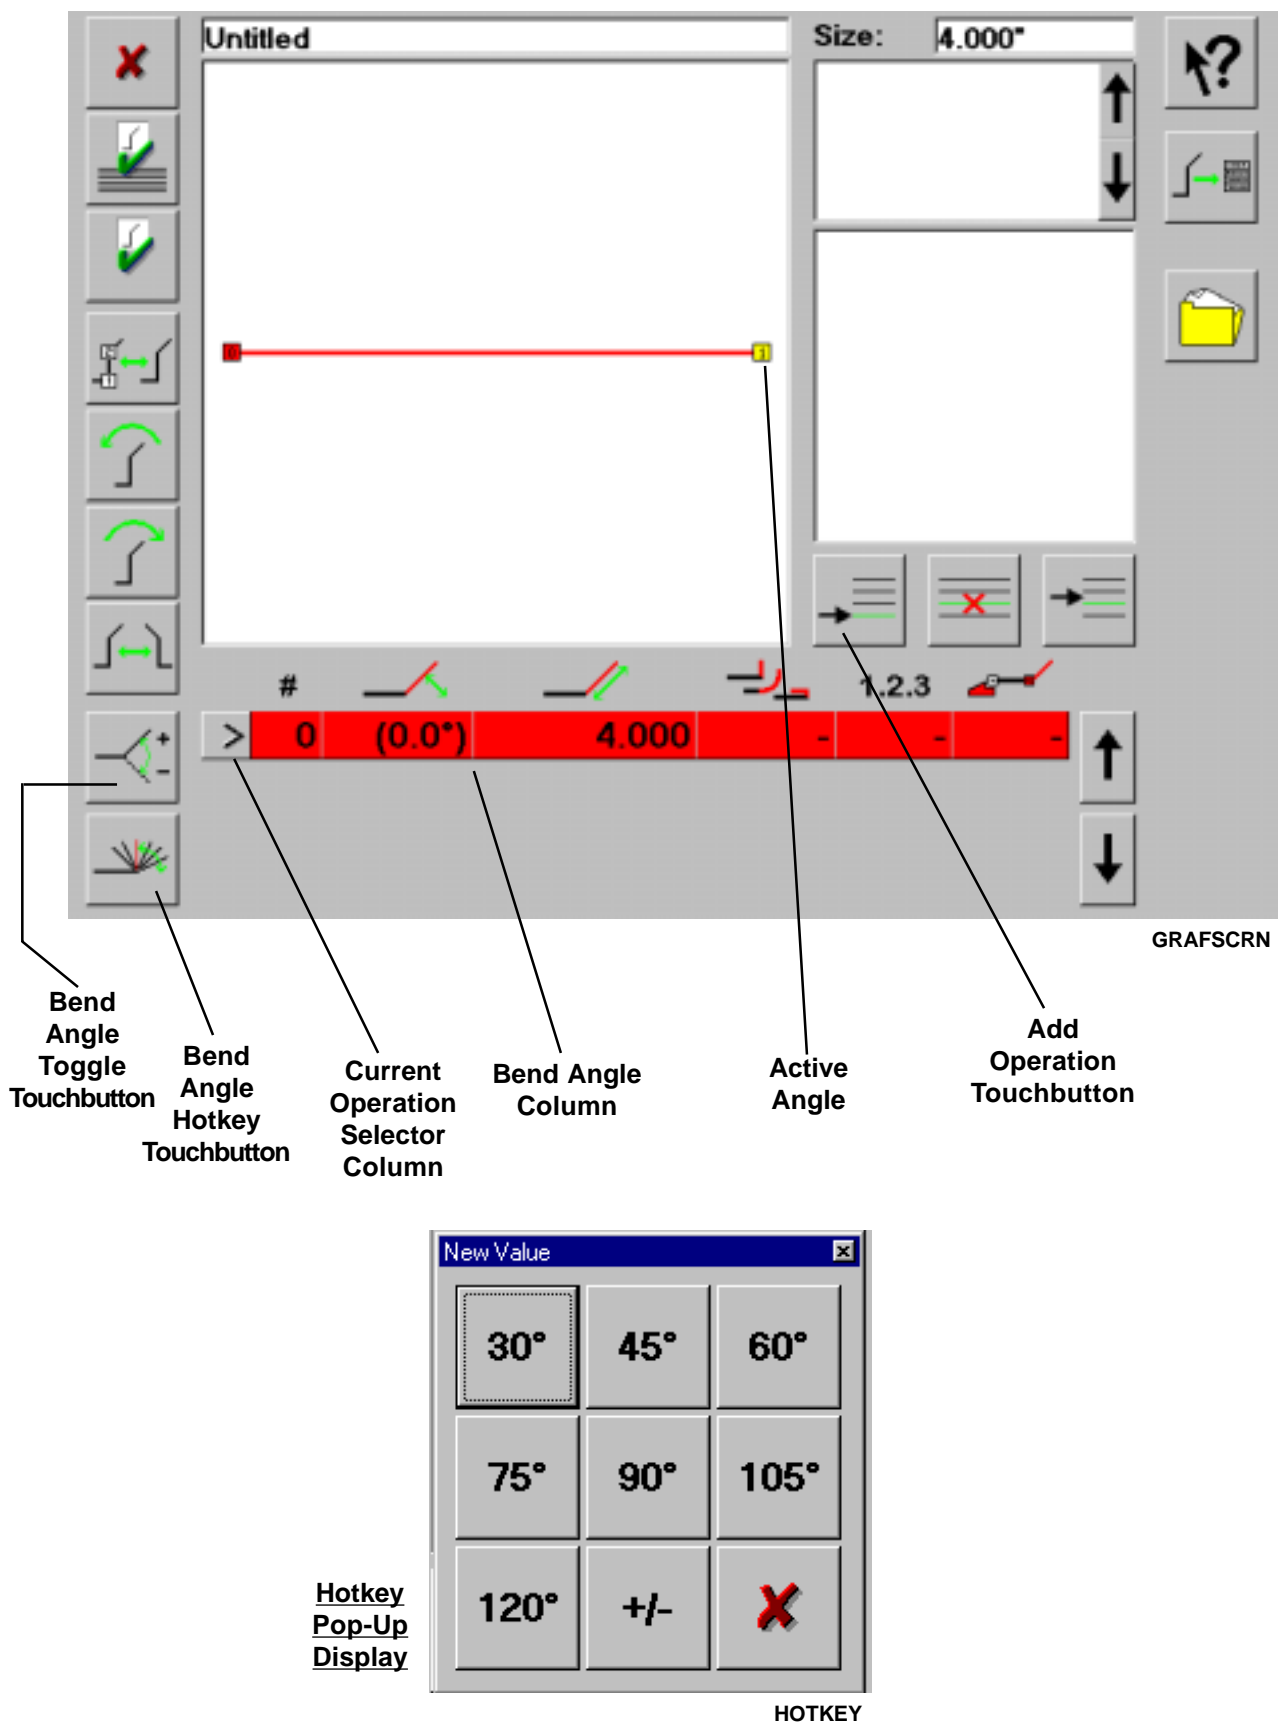 Untitled
Size: 4.000"
0
1
# 1.2.3
> 0 (0.0°) 4.000 - - -
GRAFSCRN
Bend
Angle
Toggle
Touchbutton
Bend
Angle
Hotkey
Touchbutton
Current
Operation
Selector
Column
Bend Angle
Column
Active
Angle
Add
Operation
Touchbutton
New Value
30° 45° 60°
75° 90° 105°
120° +/-
Hotkey
Pop-Up
Display
HOTKEY